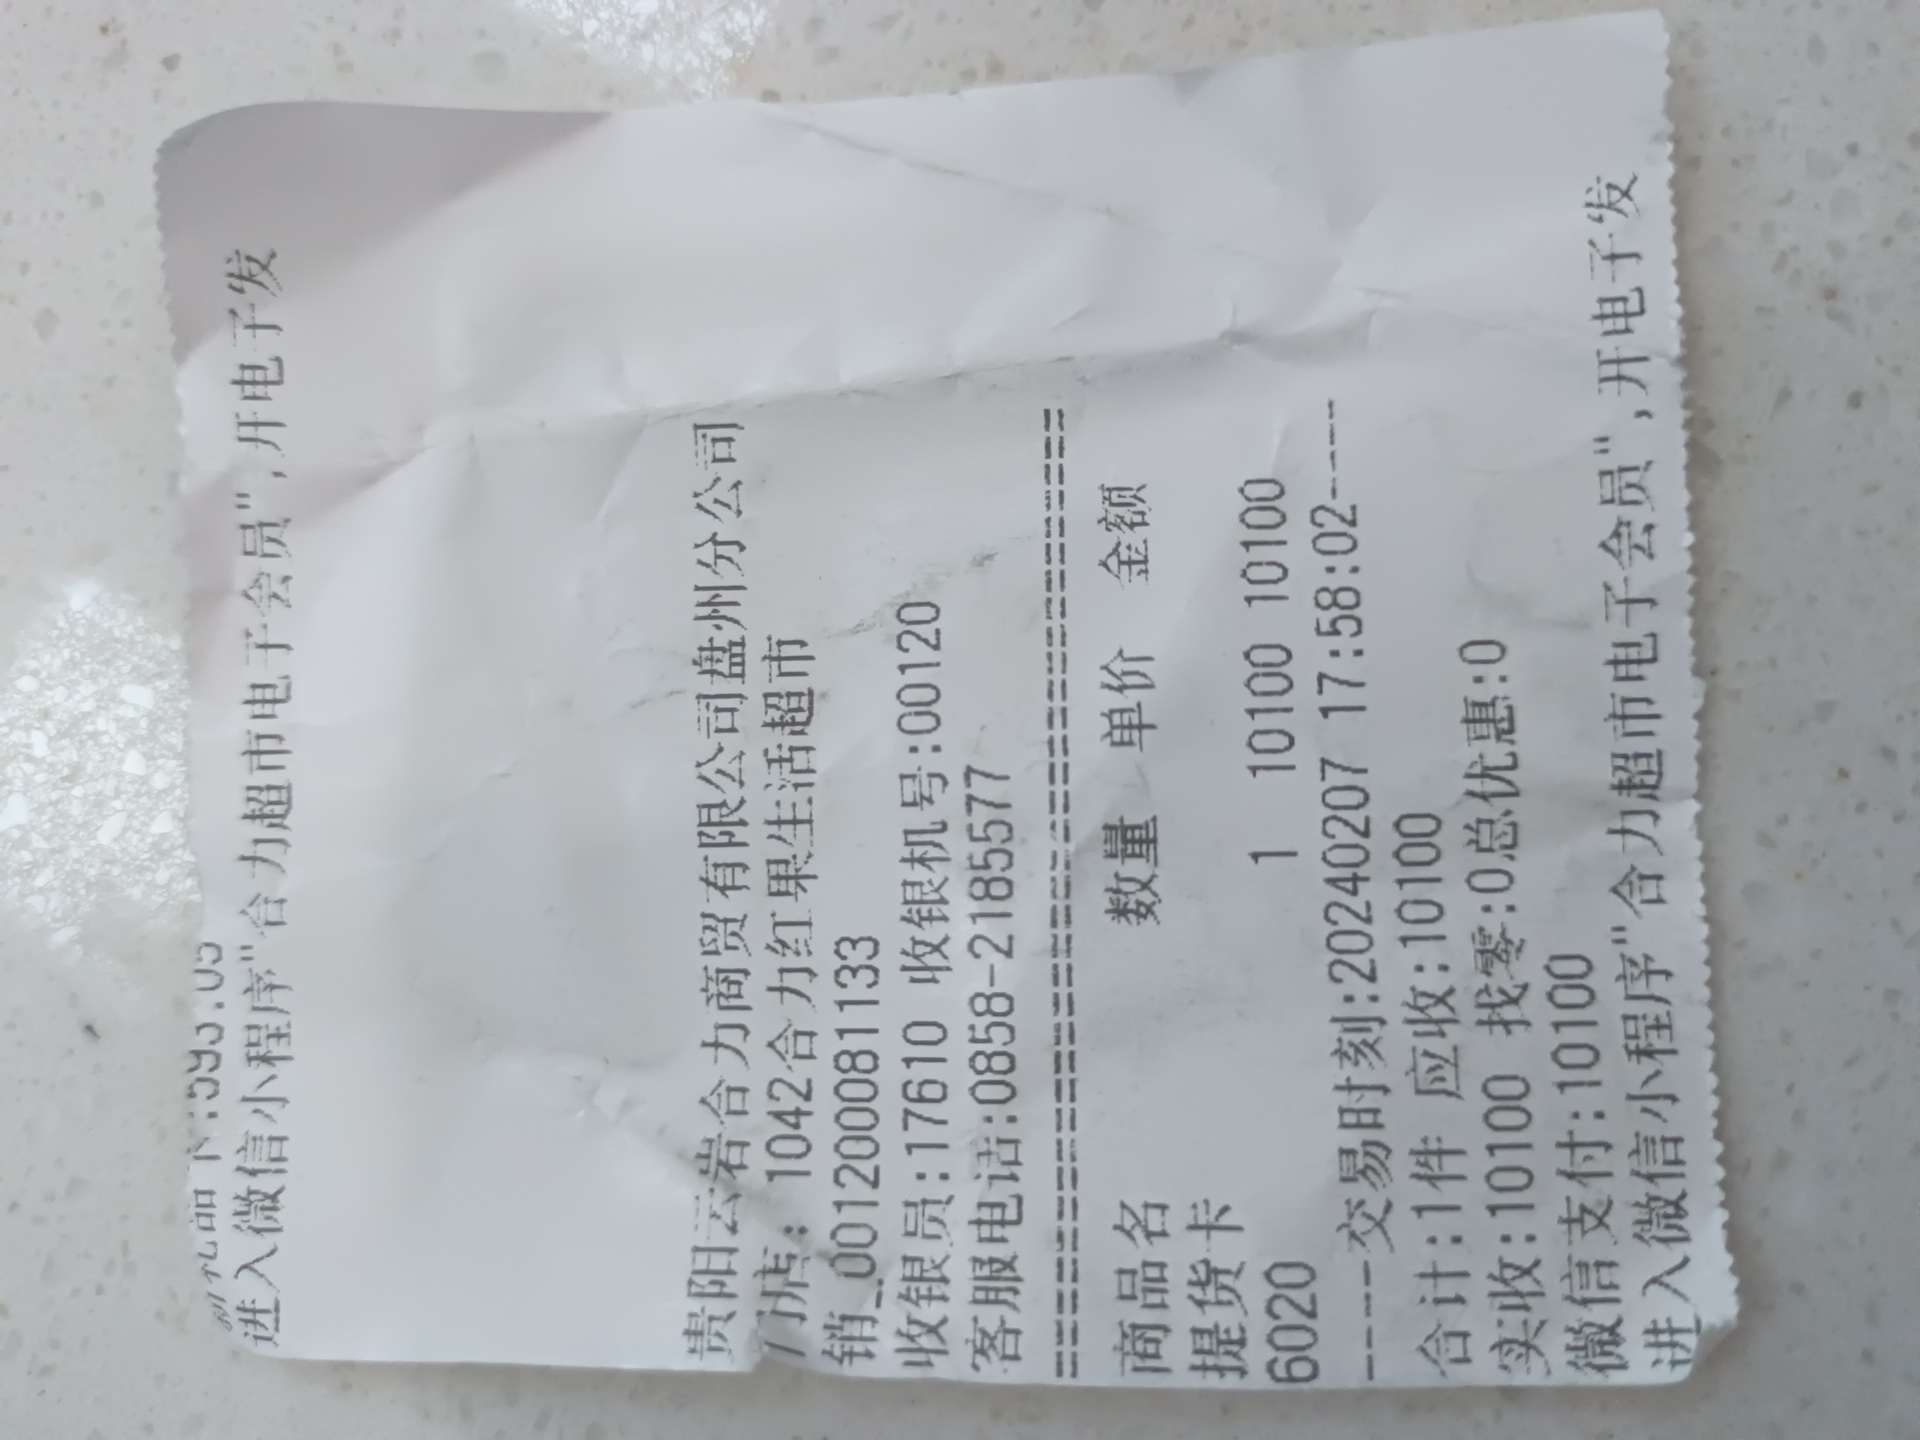 进入微信小程序"合力超市电子会员",开电子发
贵阳云岩合力商贸有限公司盘州分公司
门店: 1042合力红果生活超市
销_001200081133
收银员:17610 收银机号:00120
客服电话:0858-2185577
================================
商品名 数量 单价 金额
提货卡
6020 1 10100 10100
----交易时刻:20240207 17:58:02----
合计:1件 应收:10100
实收:10100 找零:0总优惠:0
微信支付:10100
进入微信小程序"合力超市电子会员",开电子发